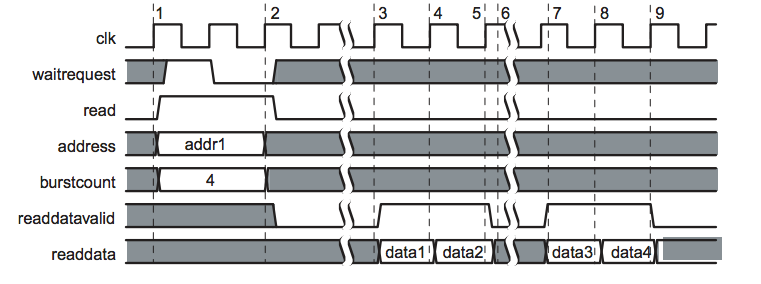 1 2 3 4 5 6 7 8 9
clk
waitrequest
read
address addr1
burstcount 4
readdatavalid
readdata data1 data2 data3 data4